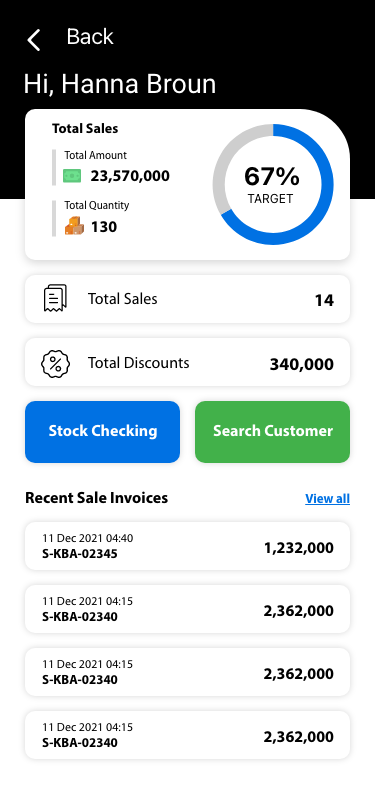 Back
Hi, Hanna Broun
Total Sales
Total Amount
23,570,000
Total Quantity
130
67%
TARGET
Total Sales 14
Total Discounts 340,000
Stock Checking Search Customer
Recent Sale Invoices View all
11 Dec 2021 04:40
S-KBA-02345
1,232,000
11 Dec 2021 04:15
S-KBA-02340
2,362,000
11 Dec 2021 04:15
S-KBA-02340
2,362,000
11 Dec 2021 04:15
S-KBA-02340
2,362,000